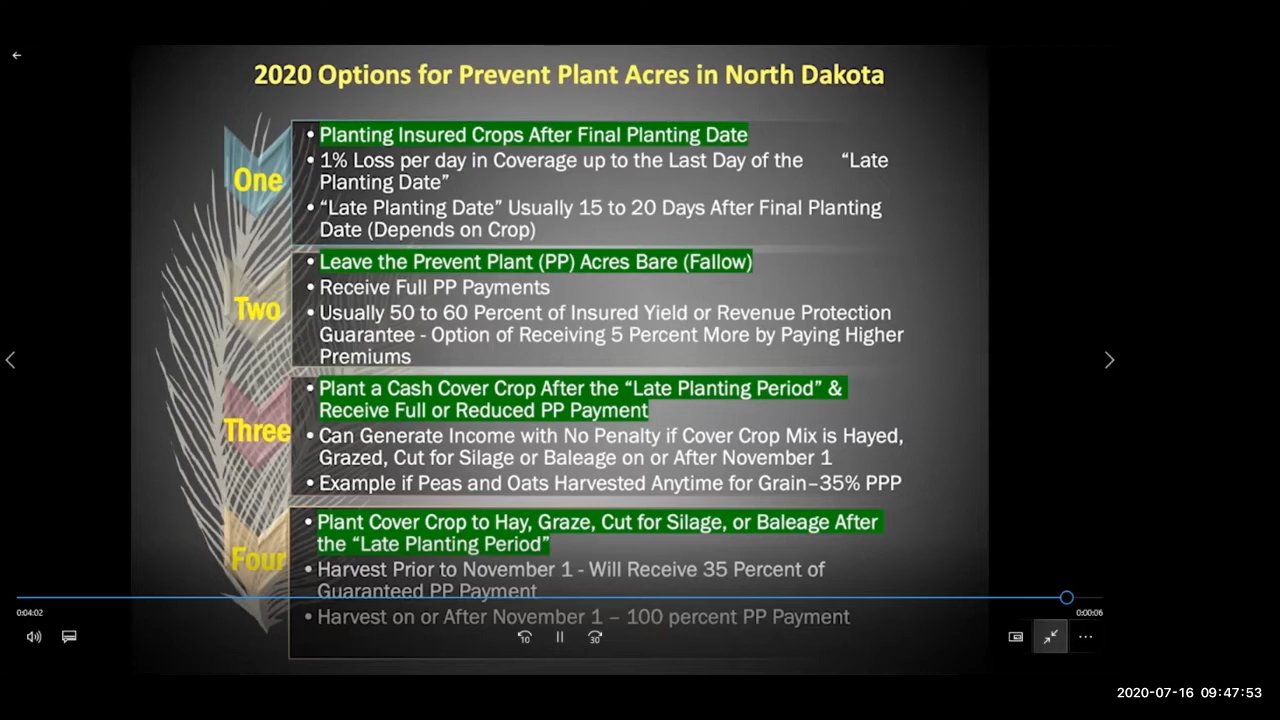 2020 Options for Prevent Plant Acres in North Dakota
One
• Planting Insured Crops After Final Planting Date
• 1% Loss per day in Coverage up to the Last Day of the “Late
Planting Date”
• “Late Planting Date” Usually 15 to 20 Days After Final Planting
Date (Depends on Crop)
Two
• Leave the Prevent Plant (PP) Acres Bare (Fallow)
• Receive Full PP Payments
• Usually 50 to 60 Percent of Insured Yield or Revenue Protection
Guarantee - Option of Receiving 5 Percent More by Paying Higher
Premiums
Three
• Plant a Cash Cover Crop After the “Late Planting Period” &
Receive Full or Reduced PP Payment
• Can Generate Income with No Penalty if Cover Crop Mix is Hayed,
Grazed, Cut for Silage or Baleage on or After November 1
• Example if Peas and Oats Harvested Anytime for Grain–35% PPP
Four
• Plant Cover Crop to Hay, Graze, Cut for Silage, or Baleage After
the “Late Planting Period”
• Harvest Prior to November 1 - Will Receive 35 Percent of
Guaranteed PP Payment
• Harvest on or After November 1 – 100 percent PP Payment
0:04:02
0:00:06
10
30
2020-07-16 09:47:53